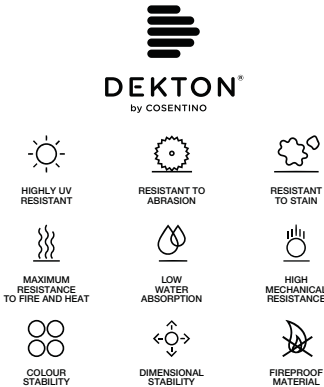 DEKTON®
by COSENTINO
HIGHLY UV
RESISTANT
RESISTANT TO
ABRASION
RESISTANT
TO STAIN
MAXIMUM
RESISTANCE
TO FIRE AND HEAT
LOW
WATER
ABSORPTION
HIGH
MECHANICAL
RESISTANCE
COLOUR
STABILITY
DIMENSIONAL
STABILITY
FIREPROOF
MATERIAL